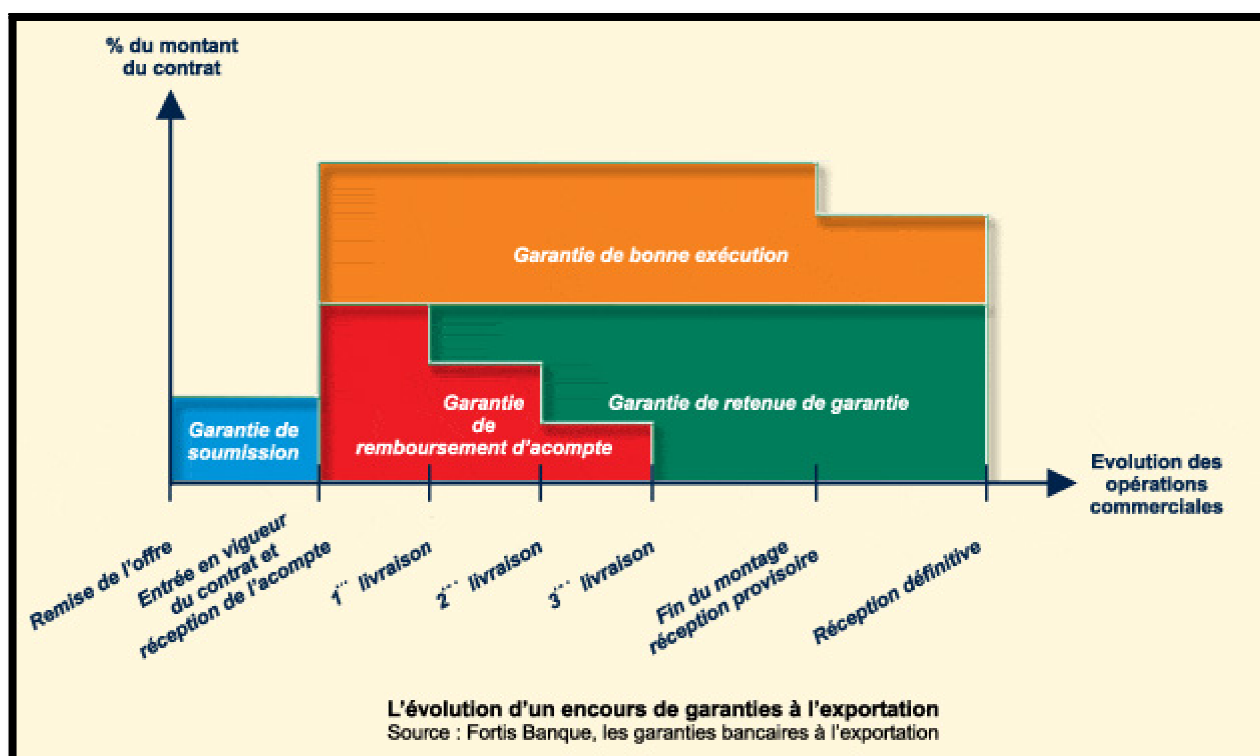 % du montant
du contrat
Garantie de bonne exécution
Garantie de retenue de garantie
Garantie
de
remboursement d'acompte
Garantie de
soumission
Evolution des
opérations
commerciales
Remise de l'offre
Entrée en vigueur
du contrat et
réception de l'acompte
1 livraison
2 livraison
3 livraison
Fin du montage
réception provisoire
Réception définitive
L'évolution d'un encours de garanties à l'exportation
Source : Fortis Banque, les garanties bancaires à l'exportation